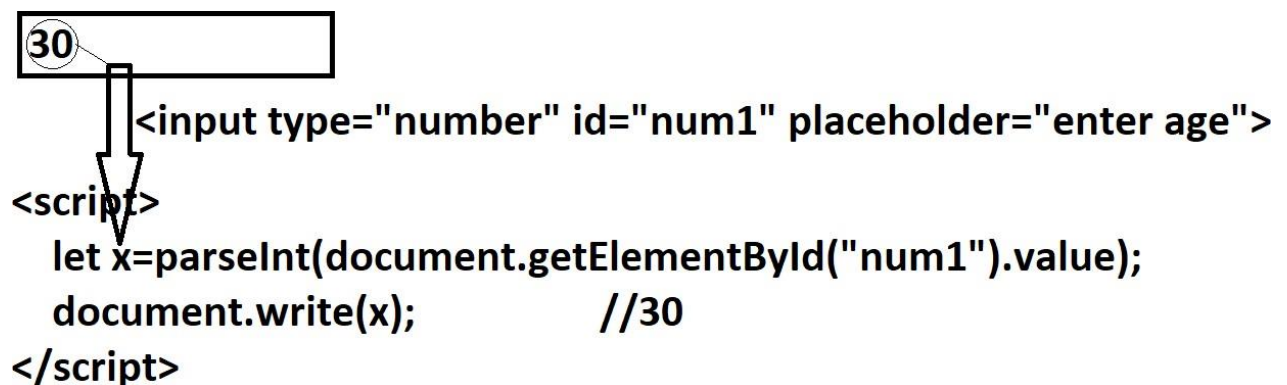 30
<input type="number" id="num1" placeholder="enter age">
<script>
let x=parseInt(document.getElementById("num1").value);
document.write(x); //30
</script>